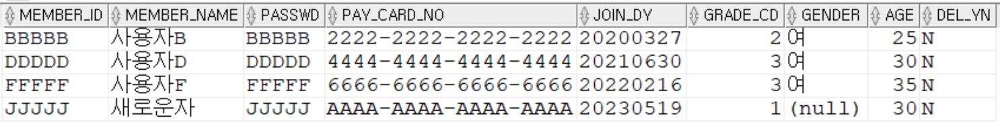 MEMBER_ID MEMBER_NAME PASSWD PAY_CARD_NO JOIN_DY GRADE_CD GENDER AGE DEL_YN
BBBBB 사용자B BBBBB 2222-2222-2222-2222 20200327 2 여 25 N
DDDDD 사용자D DDDDD 4444-4444-4444-4444 20210630 3 여 30 N
FFFFF 사용자F FFFFF 6666-6666-6666-6666 20220216 3 여 35 N
JJJJJ 새로운자 JJJJJ AAAA-AAAA-AAAA-AAAA 20230519 1 (null) 30 N